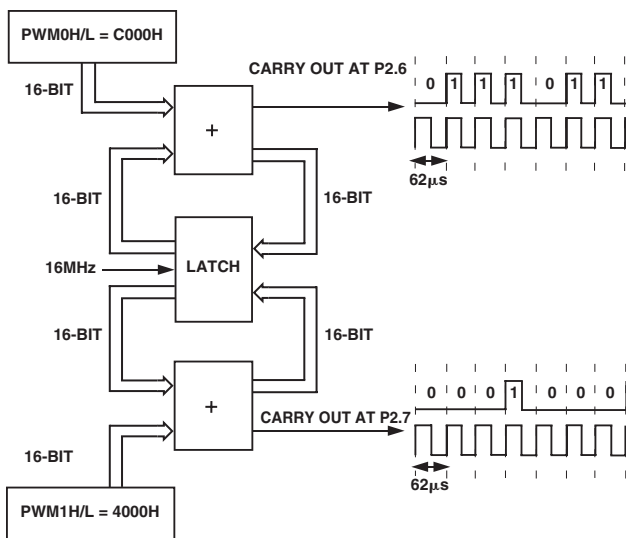 PWM0H/L = C000H
16-BIT
CARRY OUT AT P2.6
0 1 1 1 0 1 1
+
62μs
16-BIT
16-BIT
16MHz
LATCH
16-BIT
16-BIT
+
0 0 0 1 0 0 0
CARRY OUT AT P2.7
16-BIT
62μs
PWM1H/L = 4000H